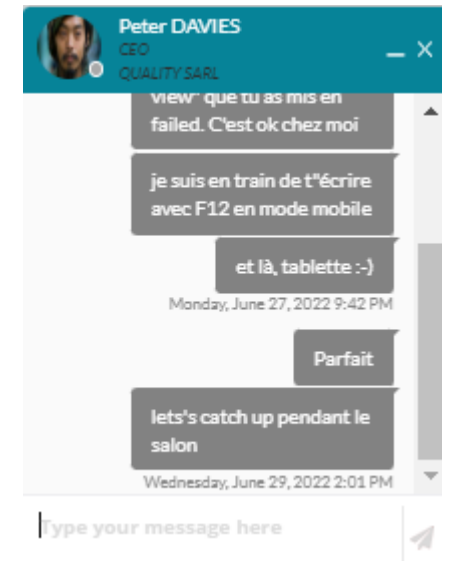 Peter DAVIES
CEO
QUALITY SARL
view" que tu as mis en
failed. C'est ok chez moi
je suis en train de t"écrire
avec F12 en mode mobile
et là, tablette :-)
Monday, June 27, 2022 9:42 PM
Parfait
lets's catch up pendant le
salon
Wednesday, June 29, 2022 2:01 PM
Type your message here